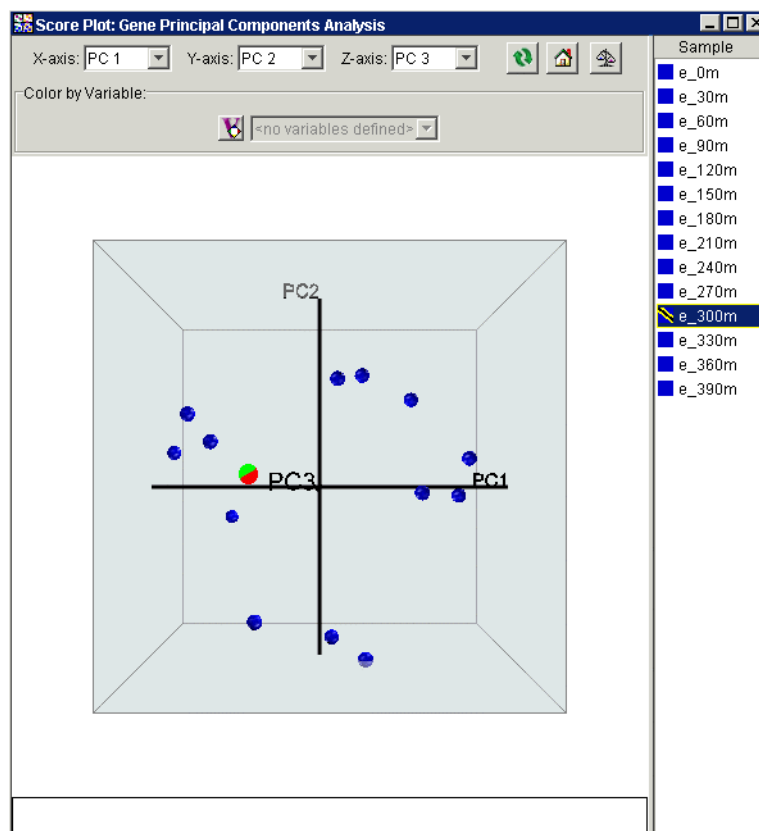 Score Plot: Gene Principal Components Analysis
X-axis: PC 1 Y-axis: PC 2 Z-axis: PC 3
Color by Variable:
<no variables defined>
PC2
PC3
PC1
Sample
e_0m
e_30m
e_60m
e_90m
e_120m
e_150m
e_180m
e_210m
e_240m
e_270m
e_300m
e_330m
e_360m
e_390m